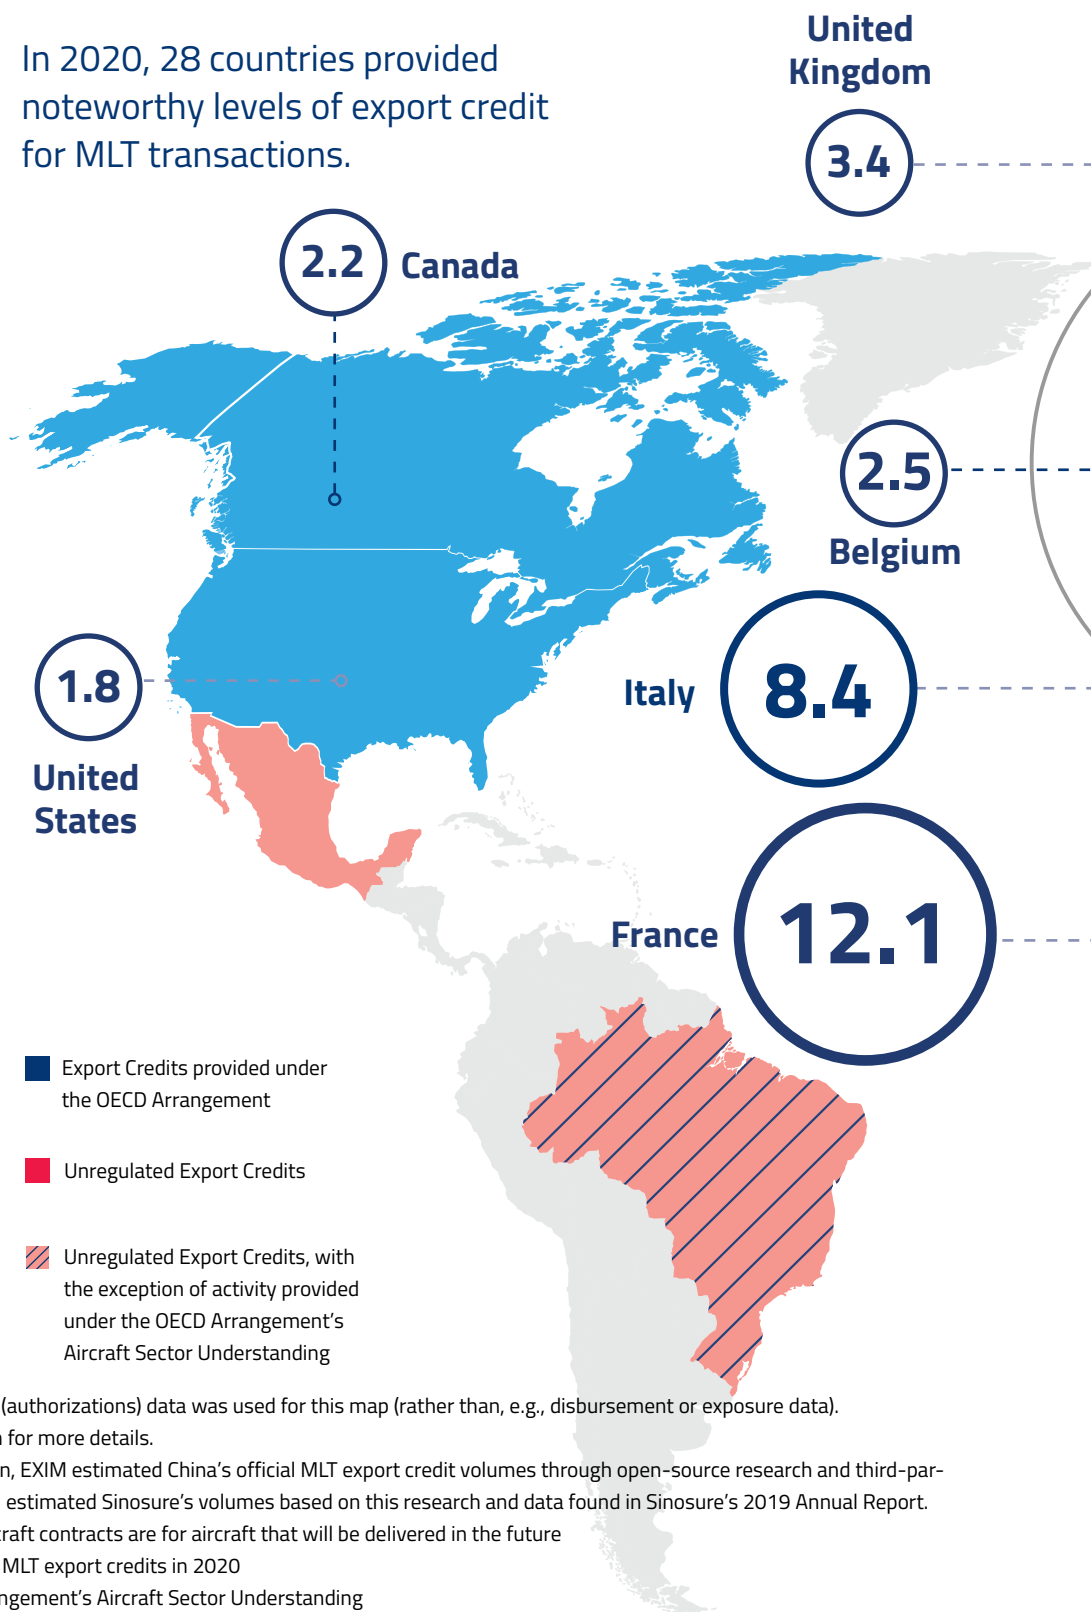 In 2020, 28 countries provided
noteworthy levels of export credit
for MLT transactions.
United
Kingdom
3.4
2.2
Canada
2.5
Belgium
1.8
United
States
Italy
8.4
France
12.1
Export Credits provided under
the OECD Arrangement
Unregulated Export Credits
Unregulated Export Credits, with
the exception of activity provided
under the OECD Arrangement's
Aircraft Sector Understanding
(authorizations) data was used for this map (rather than, e.g., disbursement or exposure data).
for more details.
EXIM estimated China's official MLT export credit volumes through open-source research and third-par-
estimated Sinosure's volumes based on this research and data found in Sinosure's 2019 Annual Report.
contracts are for aircraft that will be delivered in the future
MLT export credits in 2020
Aircraft Sector Understanding